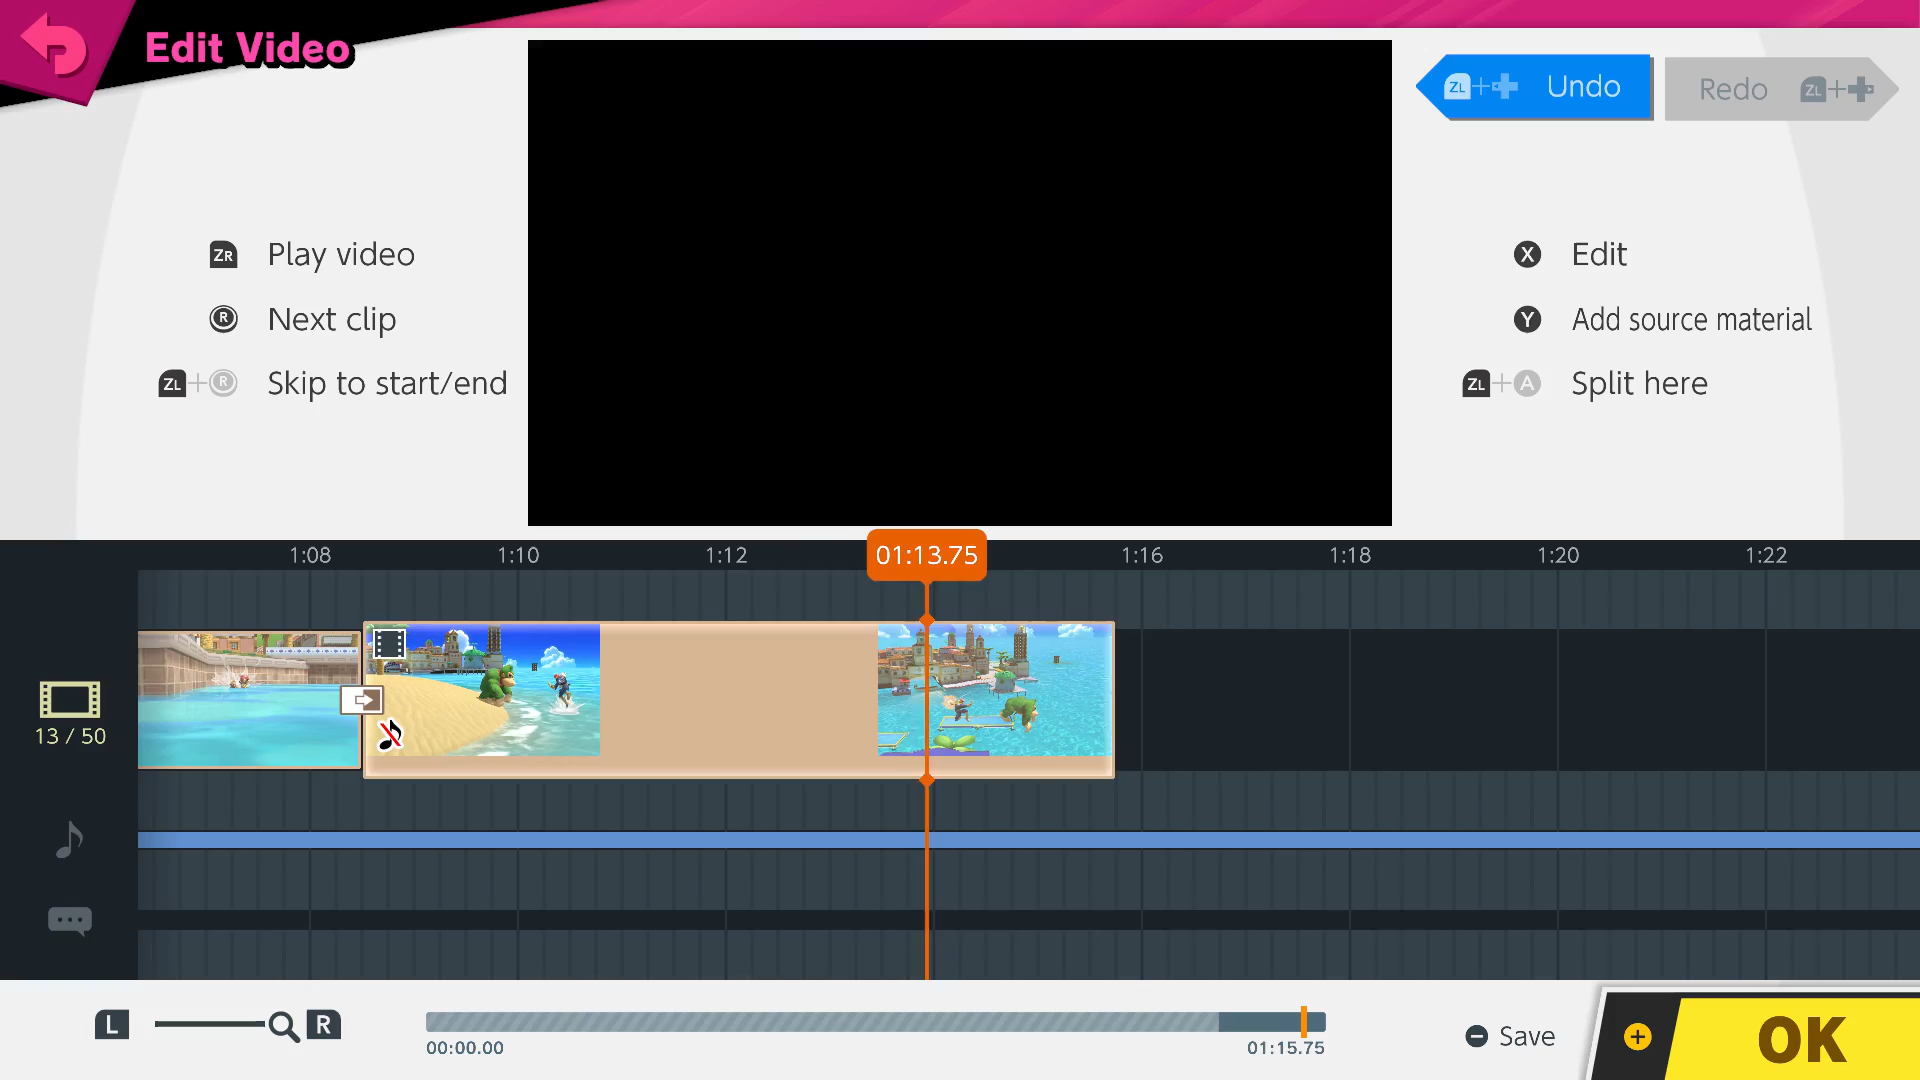 Edit Video
ZL + Undo
Redo ZL +
ZR Play video
R Next clip
ZL + R Skip to start/end
X Edit
Y Add source material
ZL + A Split here
1:08 1:10 1:12 01:13.75 1:16 1:18 1:20 1:22
13 / 50
L R
00:00.00 01:15.75
Save
OK